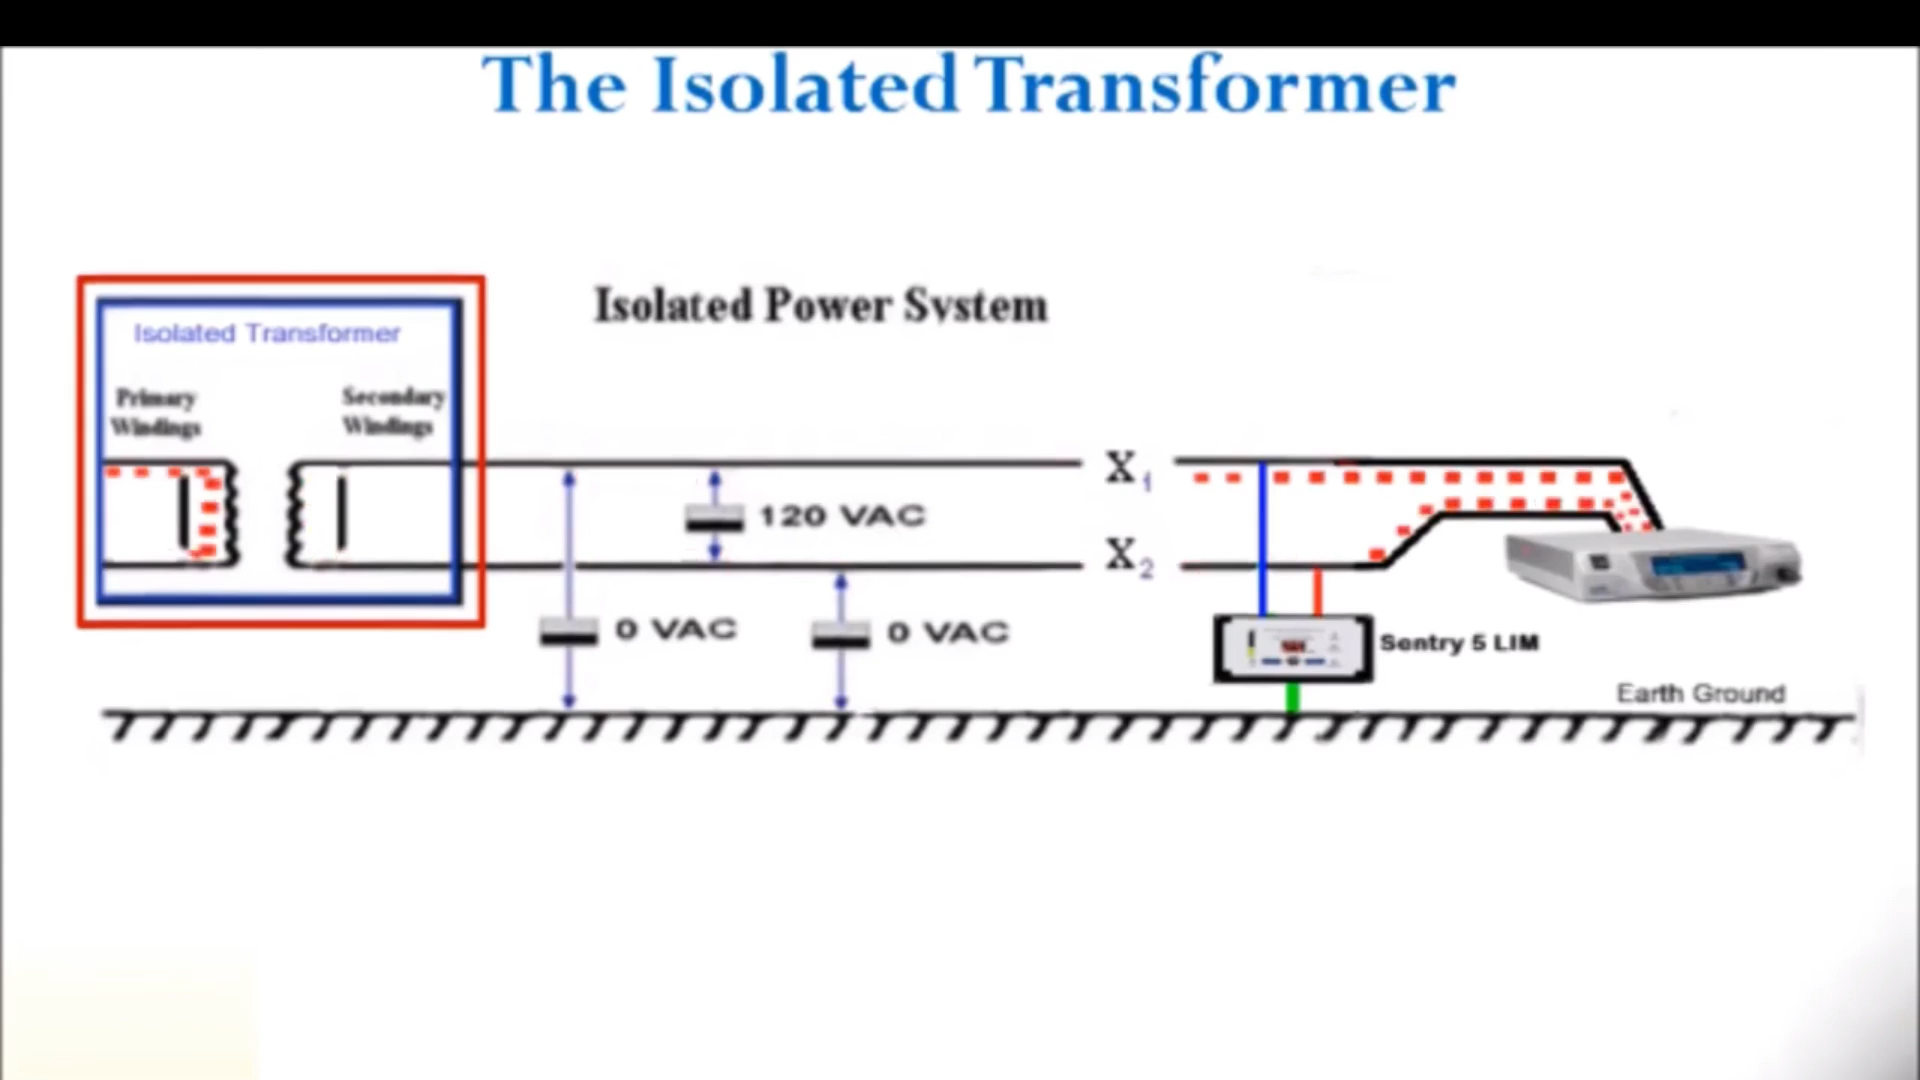 The Isolated Transformer
Isolated Power System
Isolated Transformer
Primary
Windings
Secondary
Windings
X1
120 VAC
X2
0 VAC
0 VAC
Sentry 5 LIM
Earth Ground